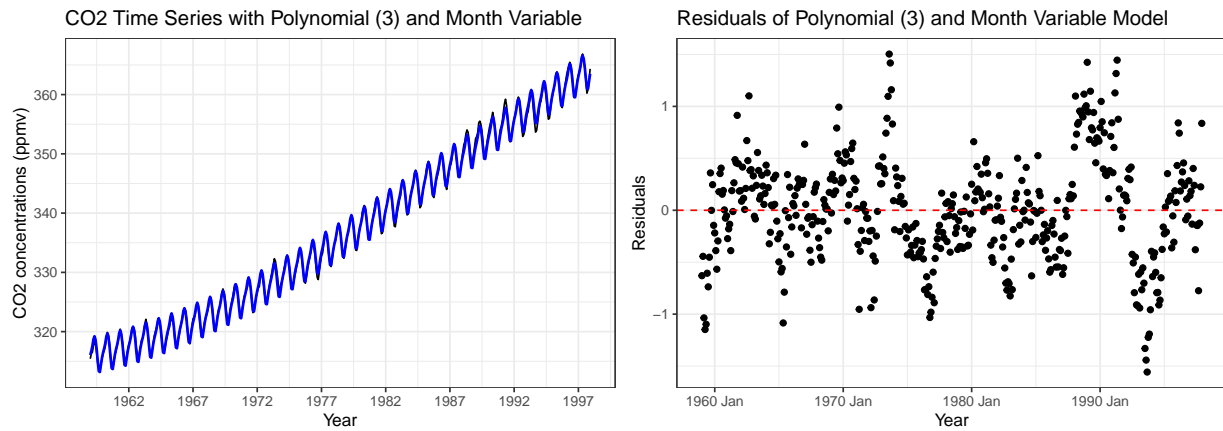 CO2 Time Series with Polynomial (3) and Month Variable
CO2 concentrations (ppmv)
360
350
340
330
320
1962 1967 1972 1977 1982 1987 1992 1997
Year
Residuals of Polynomial (3) and Month Variable Model
Residuals
1
0
−1
1960 Jan 1970 Jan 1980 Jan 1990 Jan
Year